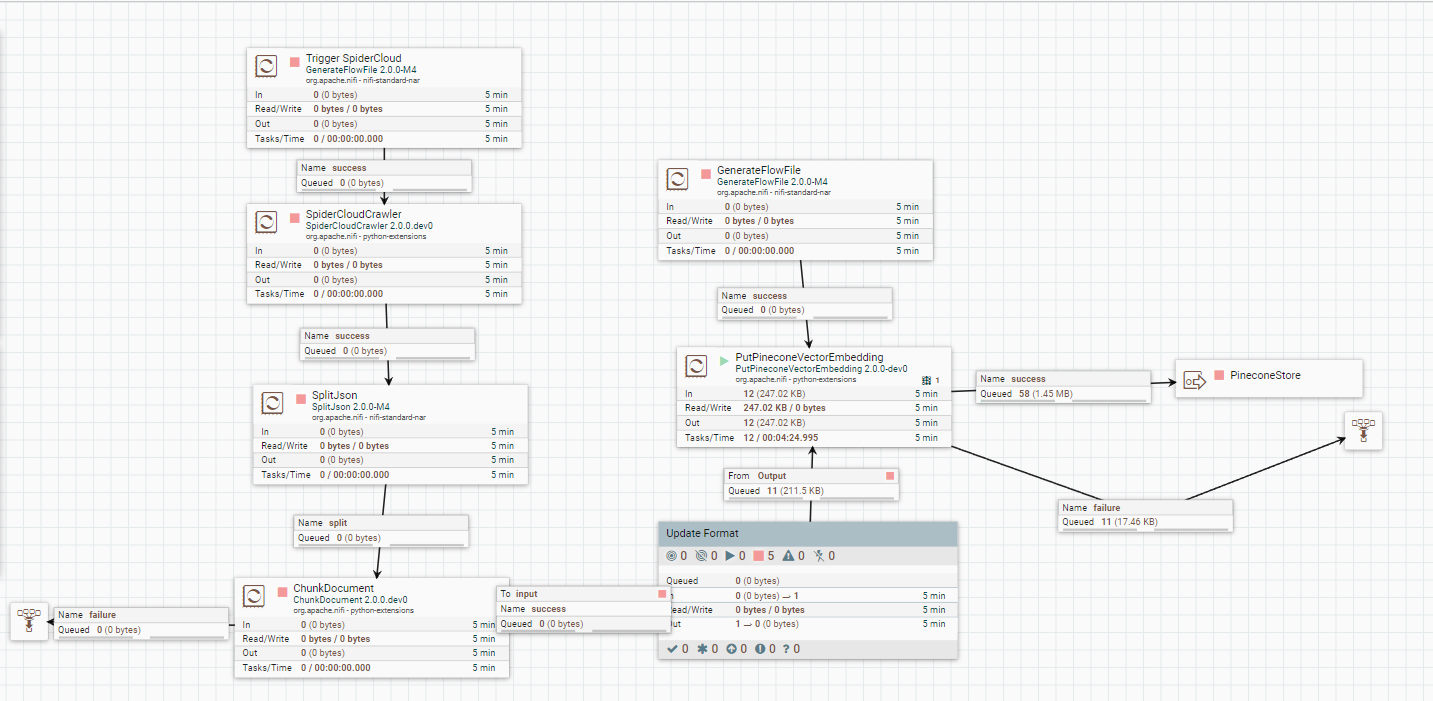 Trigger SpiderCloud
GenerateFlowFile 2.0.0-M4
org.apache.nifi - nifi-standard-nar
In 0 (0 bytes) 5 min
Read/Write 0 bytes / 0 bytes 5 min
Out 0 (0 bytes) 5 min
Tasks/Time 0 / 00:00:00.000 5 min
Name success
Queued 0 (0 bytes)
SpiderCloudCrawler
SpiderCloudCrawler 2.0.0.dev0
org.apache.nifi - python-extensions
In 0 (0 bytes) 5 min
Read/Write 0 bytes / 0 bytes 5 min
Out 0 (0 bytes) 5 min
Tasks/Time 0 / 00:00:00.000 5 min
Name success
Queued 0 (0 bytes)
SplitJson
SplitJson 2.0.0-M4
org.apache.nifi - nifi-standard-nar
In 0 (0 bytes) 5 min
Read/Write 0 bytes / 0 bytes 5 min
Out 0 (0 bytes) 5 min
Tasks/Time 0 / 00:00:00.000 5 min
Name split
Queued 0 (0 bytes)
ChunkDocument
ChunkDocument 2.0.0.dev0
org.apache.nifi - python-extensions
In 0 (0 bytes) 5 min
Read/Write 0 bytes / 0 bytes 5 min
Out 0 (0 bytes) 5 min
Tasks/Time 0 / 00:00:00.000 5 min
Name failure
Queued 0 (0 bytes)
To input
Name success
Queued 0 (0 bytes)
GenerateFlowFile
GenerateFlowFile 2.0.0-M4
org.apache.nifi - nifi-standard-nar
In 0 (0 bytes) 5 min
Read/Write 0 bytes / 0 bytes 5 min
Out 0 (0 bytes) 5 min
Tasks/Time 0 / 00:00:00.000 5 min
Name success
Queued 0 (0 bytes)
PutPineconeVectorEmbedding
PutPineconeVectorEmbedding 2.0.0-dev0
org.apache.nifi - python-extensions
1
In 12 (247.02 KB) 5 min
Read/Write 247.02 KB / 0 bytes 5 min
Out 12 (247.02 KB) 5 min
Tasks/Time 12 / 00:04:24.995 5 min
From Output
Queued 11 (211.5 KB)
Update Format
0 0 0 5 0 0
Queued 0 (0 bytes)
0 (0 bytes) → 1 5 min
ead/Write 0 bytes / 0 bytes 5 min
ut 1 → 0 (0 bytes) 5 min
0 0 0 0 ? 0
Name success
Queued 58 (1.45 MB)
PineconeStore
Name failure
Queued 11 (17.46 KB)